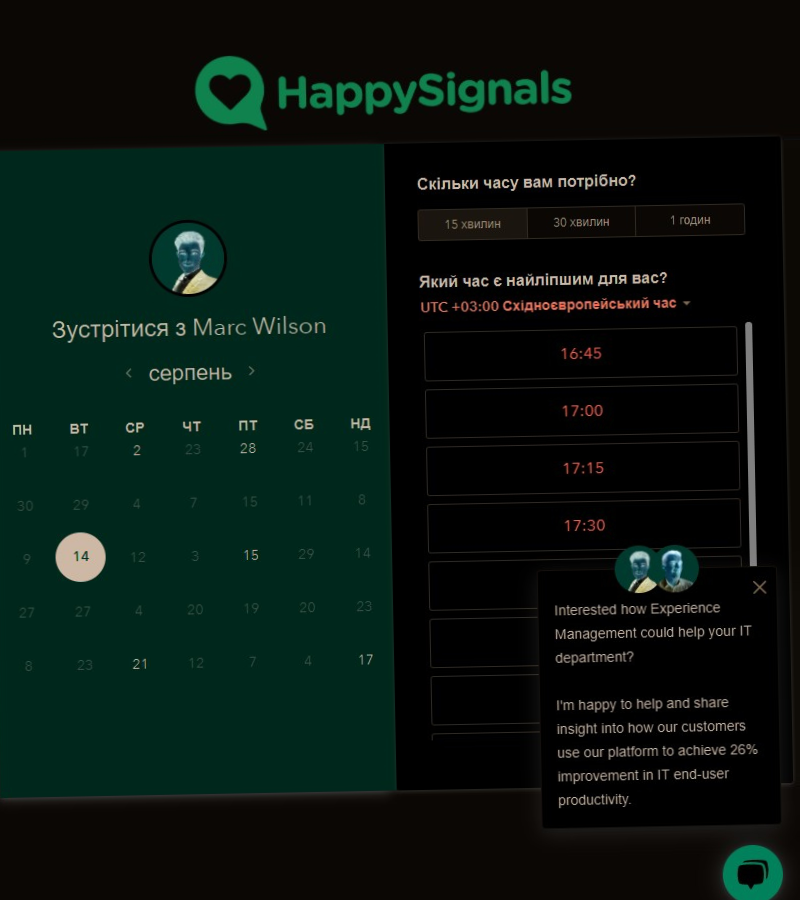 HappySignals
Зустрітися з Marc Wilson
серпень
ПН ВТ СР ЧТ ПТ СБ НД
1 17 2 23 28 24 15
30 29 4 7 15 11 8
9 14 12 3 15 29 14
27 27 4 20 19 20 23
8 23 21 12 7 4 17
Скільки часу вам потрібно?
15 хвилин 30 хвилин 1 годин
Який час є найліпшим для вас?
UTC +03:00 Східноєвропейський час
16:45
17:00
17:15
17:30
Interested how Experience
Management could help your IT
department?
I'm happy to help and share
insight into how our customers
use our platform to achieve 26%
improvement in IT end-user
productivity.